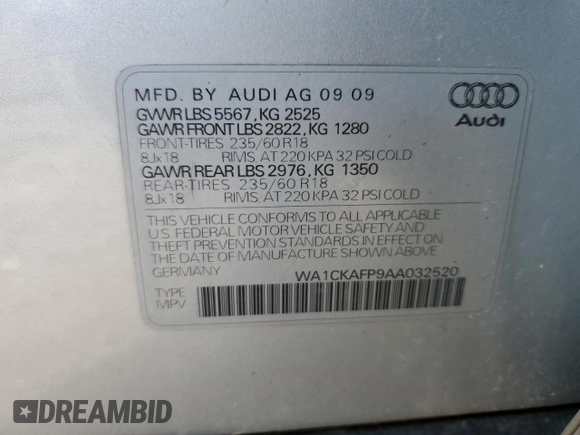 MFD. BY AUDI AG 09 09
GVWR LBS 5567, KG 2525
GAWR FRONT LBS 2822, KG 1280
FRONT-TIRES 235/60 R18
8Jx18 RIMS, AT 220 KPA 32 PSI COLD
GAWR REAR LBS 2976, KG 1350
REAR-TIRES 235/60 R18
8Jx18 RIMS, AT 220 KPA 32 PSI COLD
Audi
THIS VEHICLE CONFORMS TO ALL APPLICABLE
U.S. FEDERAL MOTOR VEHICLE SAFETY AND
THEFT PREVENTION STANDARDS IN EFFECT ON
THE DATE OF MANUFACTURE SHOWN ABOVE.
GERMANY WA1CKAFP9AA032520
TYPE
MPV
DREAMBID